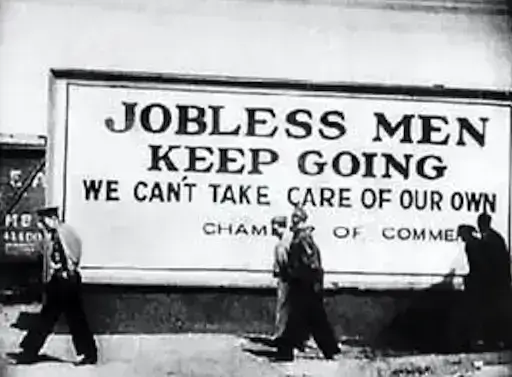 JOBLESS MEN
KEEP GOING
WE CAN'T TAKE CARE OF OUR OWN
CHAM OF COMME